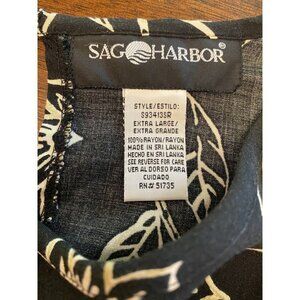 SAG HARBOR®
STYLE/ESTILO:
S93413SR
EXTRA LARGE/
EXTRA GRANDE
100% RAYON/RAYON
MADE IN SRI LANKA
HECHO EN SRI LANKA
SEE REVERSE FOR CARE
VER AL DORSO PARA
CUIDADO
RN# 51735